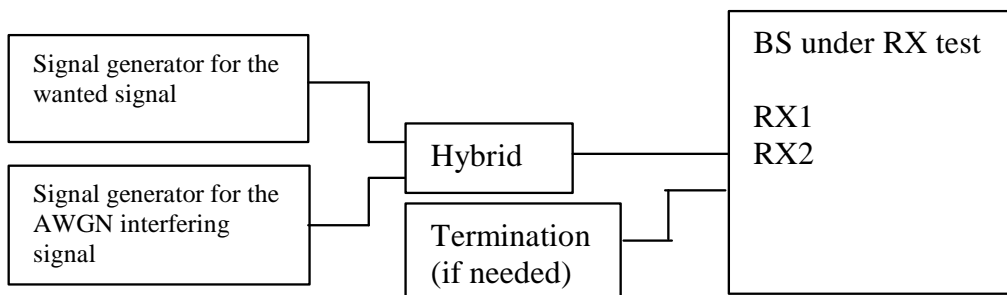 Signal generator for the
wanted signal
Signal generator for the
AWGN interfering
signal
Hybrid
Termination
(if needed)
BS under RX test
RX1
RX2